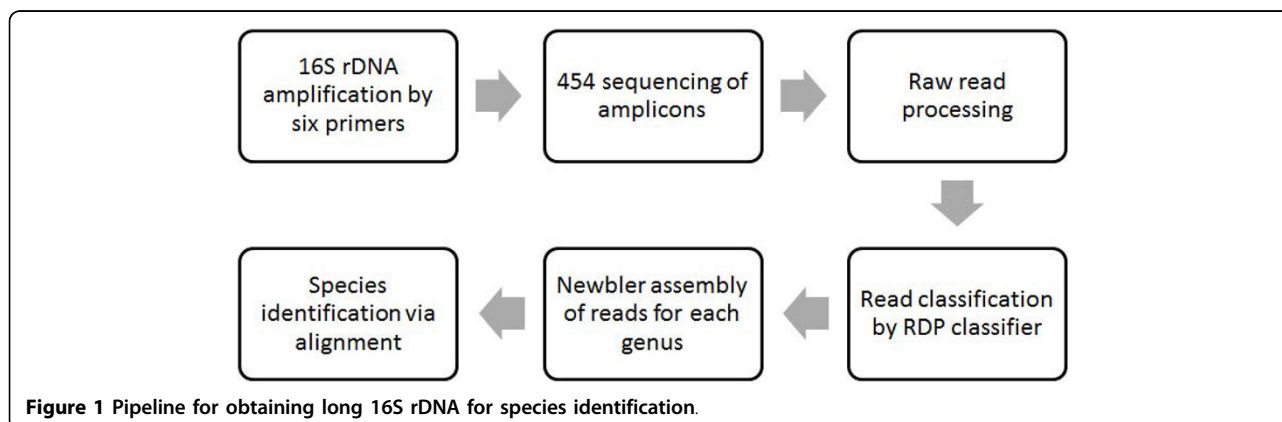 16S rDNA
amplification by
six primers
454 sequencing of
amplicons
Raw read
processing
Read classification
by RDP classifier
Newbler assembly
of reads for each
genus
Species
identification via
alignment
Figure 1 Pipeline for obtaining long 16S rDNA for species identification.